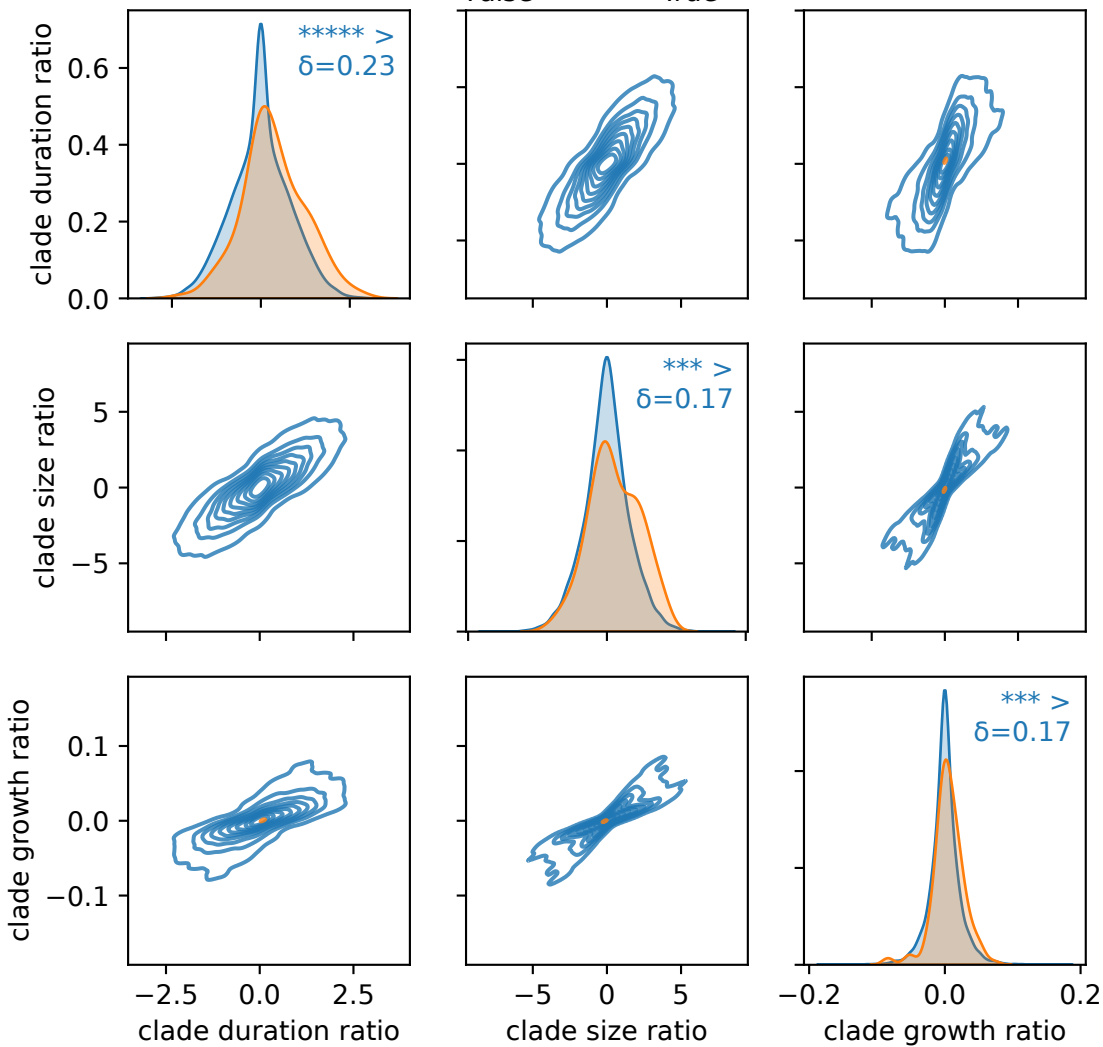 ***** >
δ=0.23
clade duration ratio
0.6
0.4
0.2
0.0
*** >
δ=0.17
clade size ratio
5
0
−5
*** >
δ=0.17
clade growth ratio
0.1
0.0
−0.1
−2.5 0.0 2.5
−5 0 5
−0.2 0.0 0.2
clade duration ratio
clade size ratio
clade growth ratio